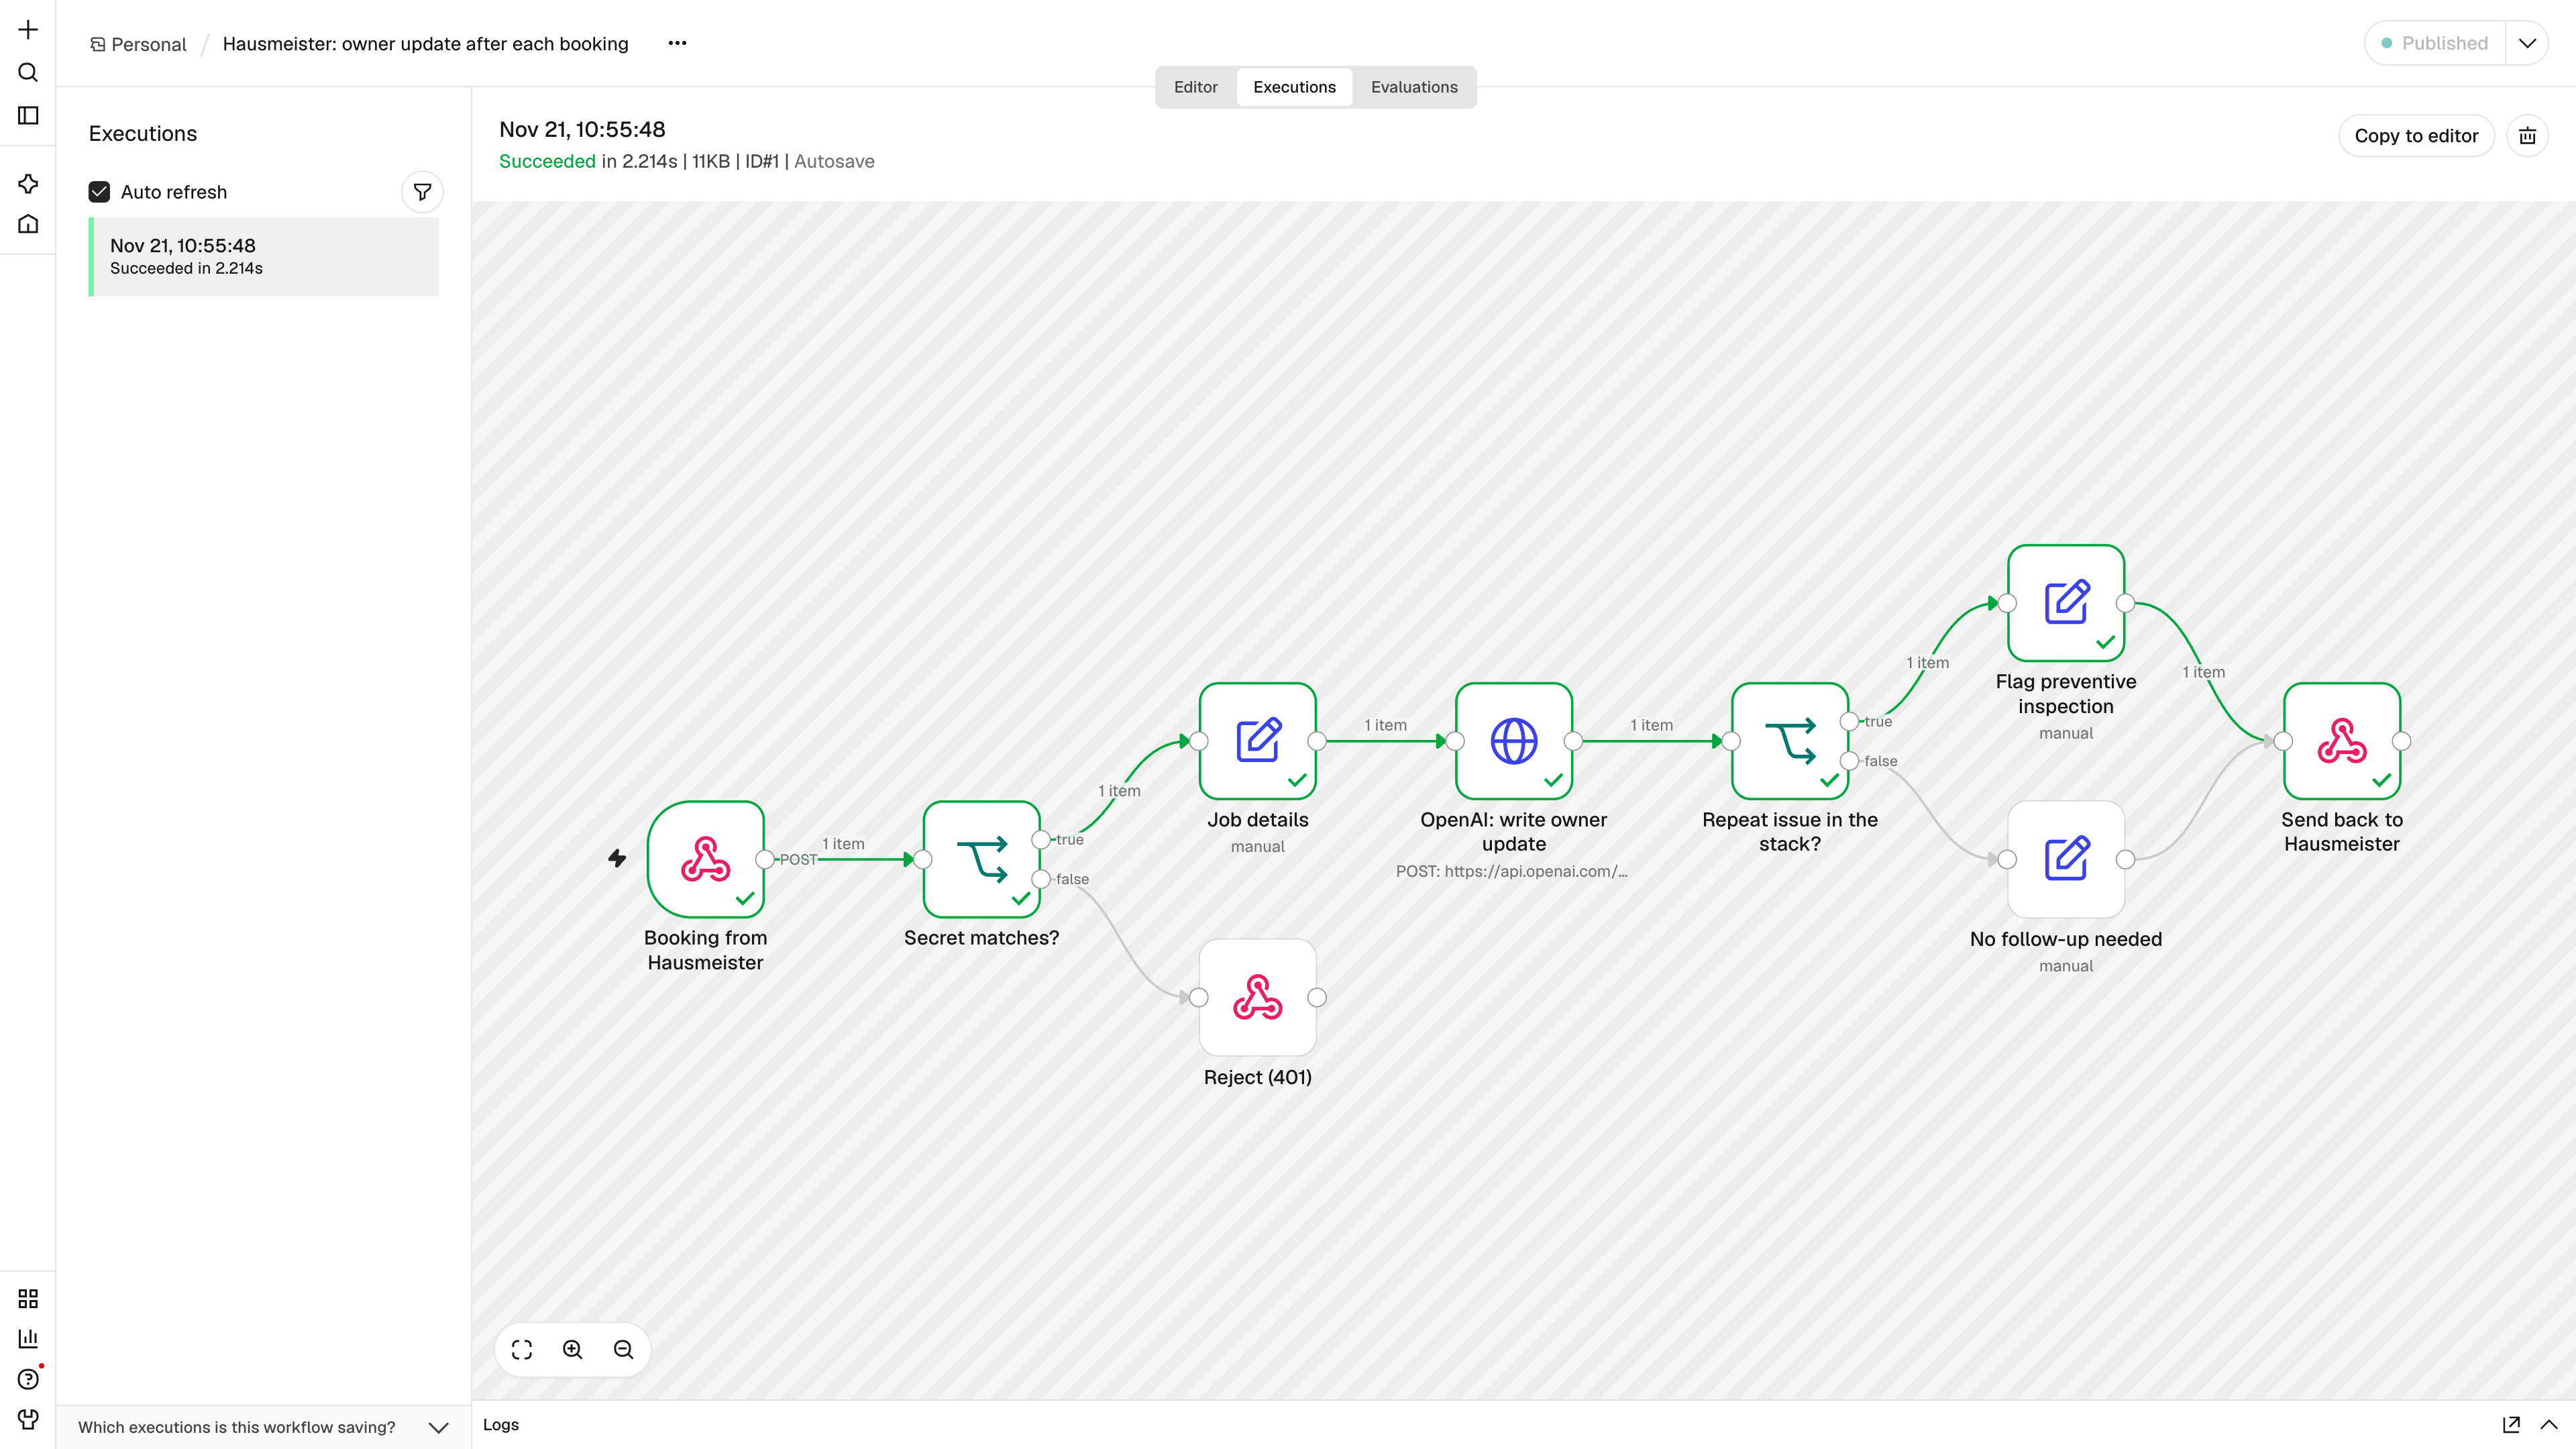 Personal / Hausmeister: owner update after each booking
Published
Editor
Executions
Evaluations
Executions
Auto refresh
Nov 21, 10:55:48
Succeeded in 2.214s
Nov 21, 10:55:48
Succeeded in 2.214s | 11KB | ID#1 | Autosave
Copy to editor
POST
1 item
Booking from
Hausmeister
true
false
Secret matches?
1 item
Job details
manual
Reject (401)
1 item
OpenAI: write owner
update
POST: https://api.openai.com/...
1 item
true
false
Repeat issue in the
stack?
1 item
Flag preventive
inspection
manual
No follow-up needed
manual
1 item
Send back to
Hausmeister
Which executions is this workflow saving?
Logs